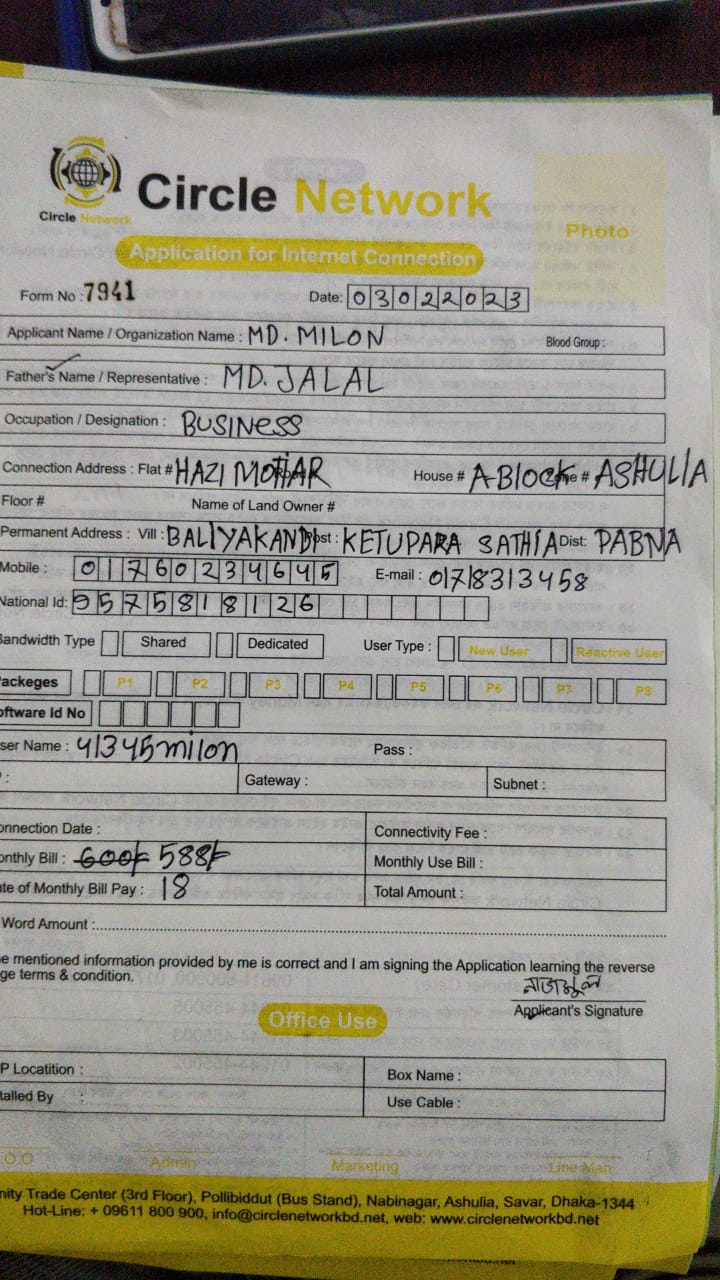 Circle Network
Circle Network
Photo
Application for Internet Connection
Form No : 7941 Date: 03022023
Applicant Name / Organization Name : MD. MILON Blood Group :
Father's Name / Representative : MD. JALAL
Occupation / Designation : BUSINESS
Connection Address : Flat # HAZI MOTIAR House # A-BlOCK # ASHULIA
Floor # Name of Land Owner #
Permanent Address : Vill : BALIYAKANDI Post : KETUPARA SATHIA Dist: PABNA
Mobile : 01760234645 E-mail : 01718313458
National Id: 9575818126
Bandwidth Type Shared Dedicated User Type : New User Reactive User
ackeges P1 P2 P3 P4 P5 P6 P7 P8
oftware Id No
ser Name : 41345milon Pass :
: Gateway : Subnet :
onnection Date : Connectivity Fee :
onthly Bill : 600/- 588/- Monthly Use Bill :
te of Monthly Bill Pay : 18 Total Amount :
Word Amount :
e mentioned information provided by me is correct and I am signing the Application learning the reverse
ge terms & condition.
Applicant's Signature
Office Use
P Locatition : Box Name :
talled By : Use Cable :
Admin Marketing Line Man
nity Trade Center (3rd Floor), Pollibiddut (Bus Stand), Nabinagar, Ashulia, Savar, Dhaka-1344
Hot-Line: + 09611 800 900, info@circlenetworkbd.net, web: www.circlenetworkbd.net